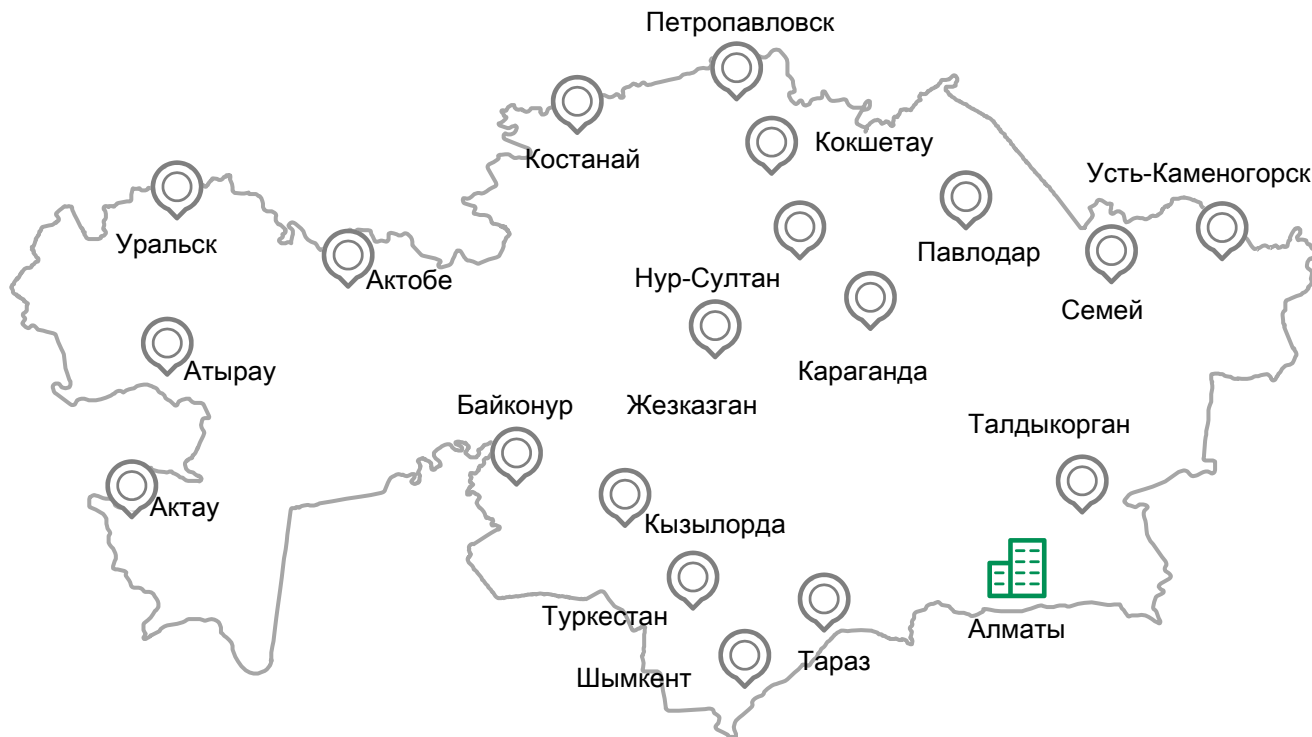 Петропавловск
Кокшетау
Костанай
Усть-Каменогорск
Уральск
Павлодар
Актобе
Нур-Султан
Семей
Атырау
Караганда
Байконур
Жезказган
Талдыкорган
Актау
Кызылорда
Туркестан
Алматы
Тараз
Шымкент